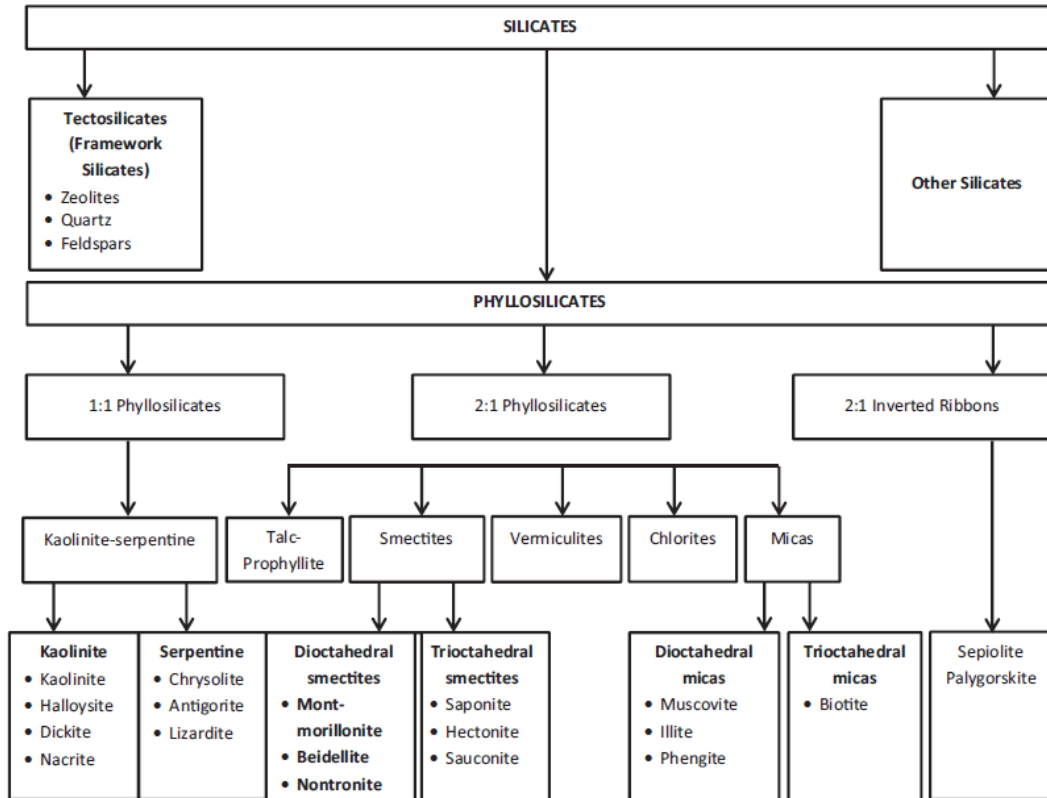 SILICATES
Tectosilicates
(Framework
Silicates)
• Zeolites
• Quartz
• Feldspars
Other Silicates
PHYLLOSILICATES
1:1 Phyllosilicates
2:1 Phyllosilicates
2:1 Inverted Ribbons
Kaolinite-serpentine
Talc-
Prophyllite
Smectites
Vermiculites
Chlorites
Micas
Kaolinite
• Kaolinite
• Halloysite
• Dickite
• Nacrite
Serpentine
• Chrysolite
• Antigorite
• Lizardite
Dioctahedral
smectites
• Mont-
morillonite
• Beidellite
• Nontronite
Trioctahedral
smectites
• Saponite
• Hectonite
• Sauconite
Dioctahedral
micas
• Muscovite
• Illite
• Phengite
Trioctahedral
micas
• Biotite
Sepiolite
Palygorskite